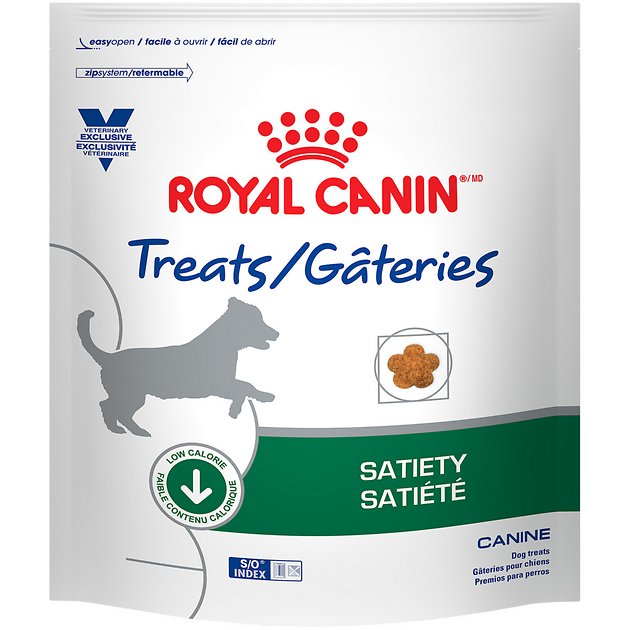 easyopen / facile à ouvrir / fácil de abrir
zipsystem/refermable
VETERINARY
EXCLUSIVE
EXCLUSIVITÉ
VÉTÉRINAIRE
ROYAL CANIN®/MD
Treats/Gâteries
LOW CALORIE
FAIBLE CONTENU CALORIQUE
SATIETY
SATIÉTÉ
CANINE
Dog treats
Gâteries pour chiens
Premios para perros
S/O®
INDEX